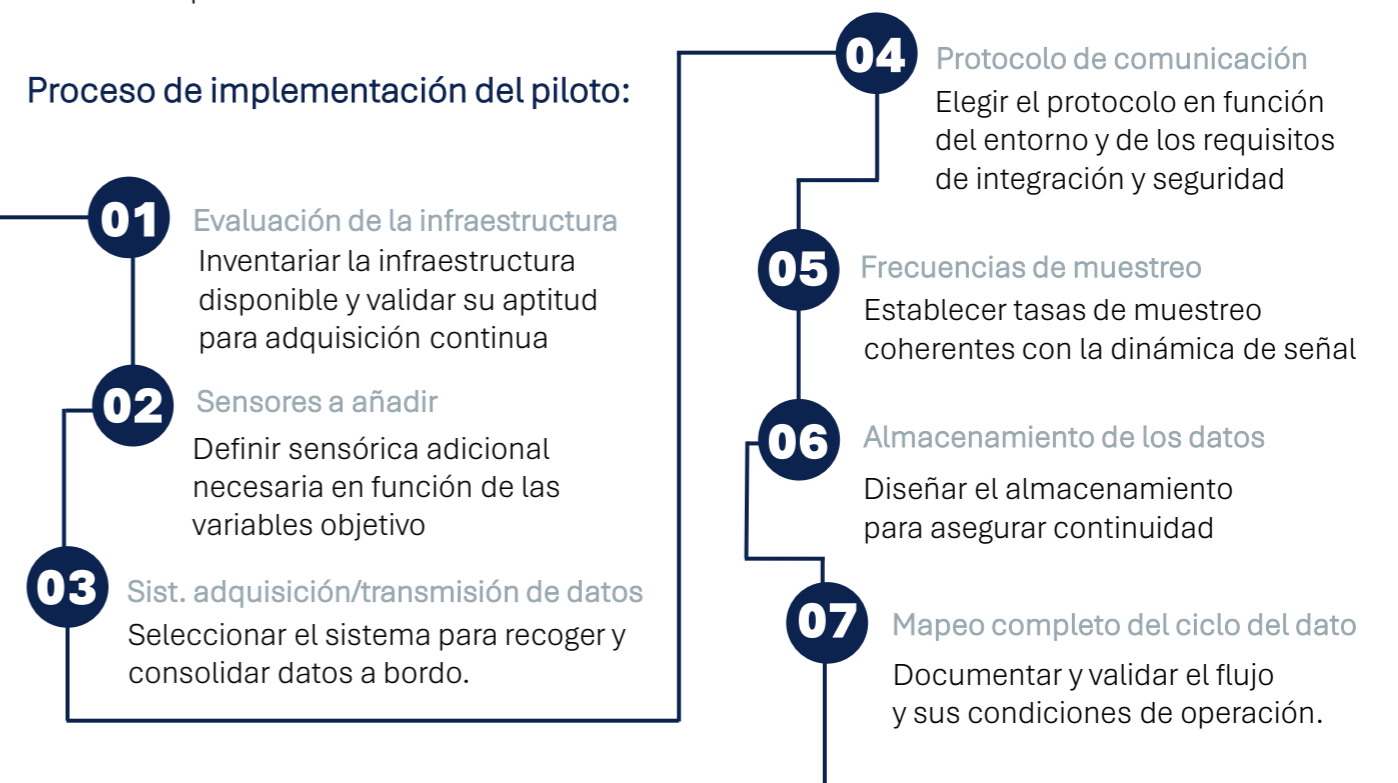 Proceso de implementación del piloto:
01
Evaluación de la infraestructura
Inventariar la infraestructura
disponible y validar su aptitud
para adquisición continua
02
Sensores a añadir
Definir sensórica adicional
necesaria en función de las
variables objetivo
03
Sist. adquisición/transmisión de datos
Seleccionar el sistema para recoger y
consolidar datos a bordo.
04
Protocolo de comunicación
Elegir el protocolo en función
del entorno y de los requisitos
de integración y seguridad
05
Frecuencias de muestreo
Establecer tasas de muestreo
coherentes con la dinámica de señal
06
Almacenamiento de los datos
Diseñar el almacenamiento
para asegurar continuidad
07
Mapeo completo del ciclo del dato
Documentar y validar el flujo
y sus condiciones de operación.